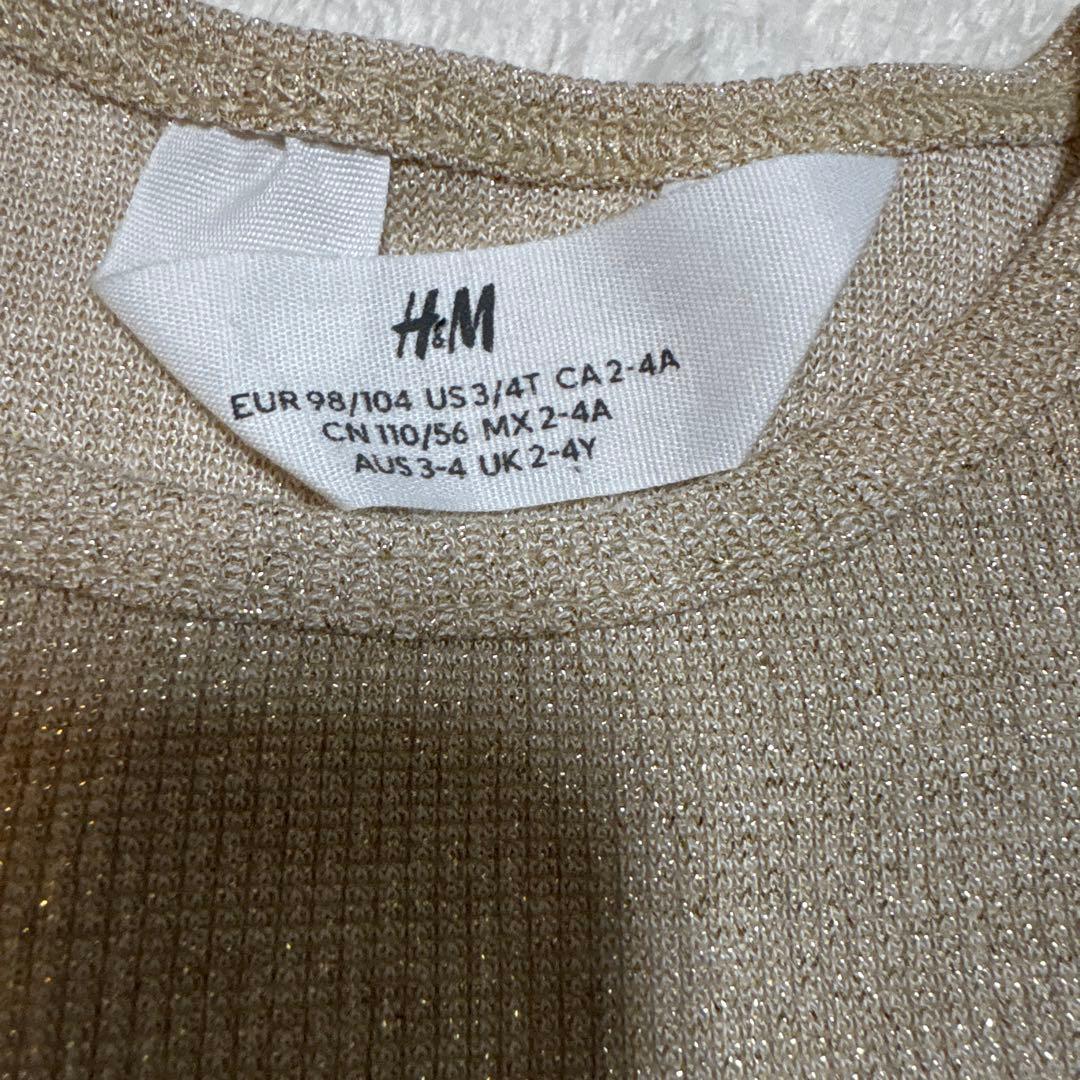 H&M
EUR 98/104 US 3/4T CA 2-4A
CN 110/56 MX 2-4A
AUS 3-4 UK 2-4Y